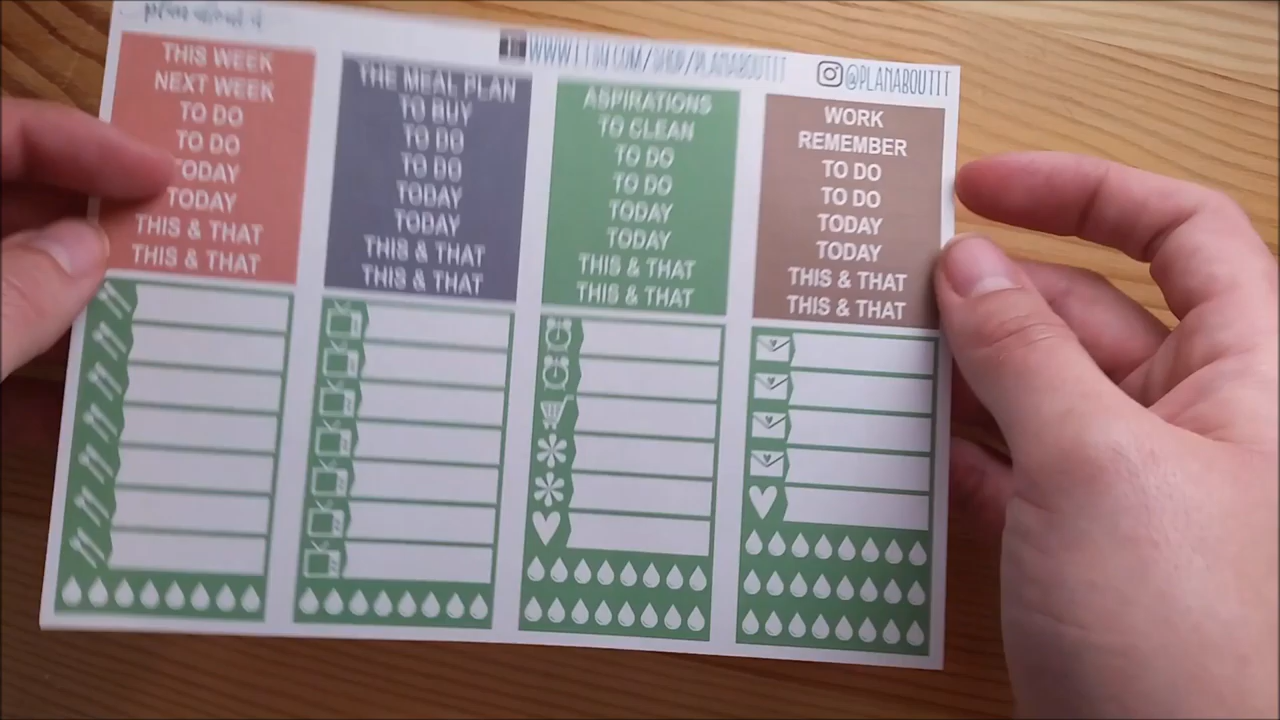 plan about it
WWW.ETSY.COM/SHOP/PLANABOUTIT
@PLANABOUTIT
THIS WEEK
NEXT WEEK
TO DO
TO DO
TODAY
TODAY
THIS & THAT
THIS & THAT
THE MEAL PLAN
TO BUY
TO DO
TO DO
TODAY
TODAY
THIS & THAT
THIS & THAT
ASPIRATIONS
TO CLEAN
TO DO
TO DO
TODAY
TODAY
THIS & THAT
THIS & THAT
WORK
REMEMBER
TO DO
TO DO
TODAY
TODAY
THIS & THAT
THIS & THAT